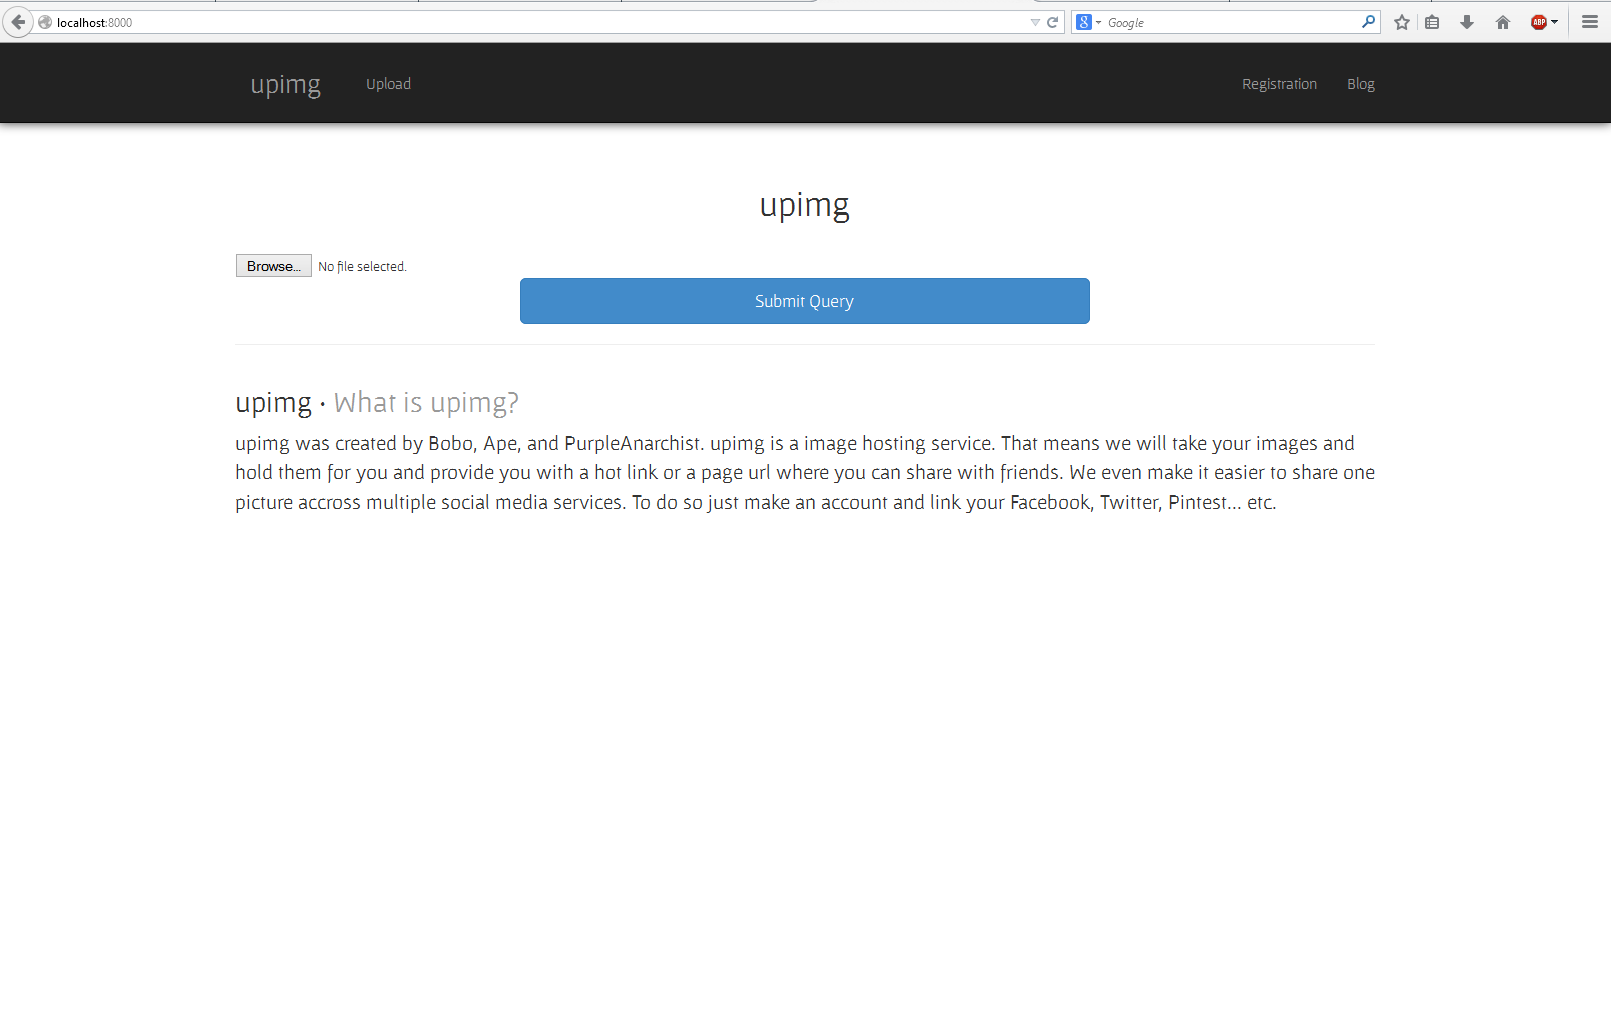 localhost:8000
8 Google
ABP
upimg Upload Registration Blog
upimg
Browse... No file selected.
Submit Query
upimg · What is upimg?
upimg was created by Bobo, Ape, and PurpleAnarchist. upimg is a image hosting service. That means we will take your images and
hold them for you and provide you with a hot link or a page url where you can share with friends. We even make it easier to share one
picture accross multiple social media services. To do so just make an account and link your Facebook, Twitter, Pintest... etc.